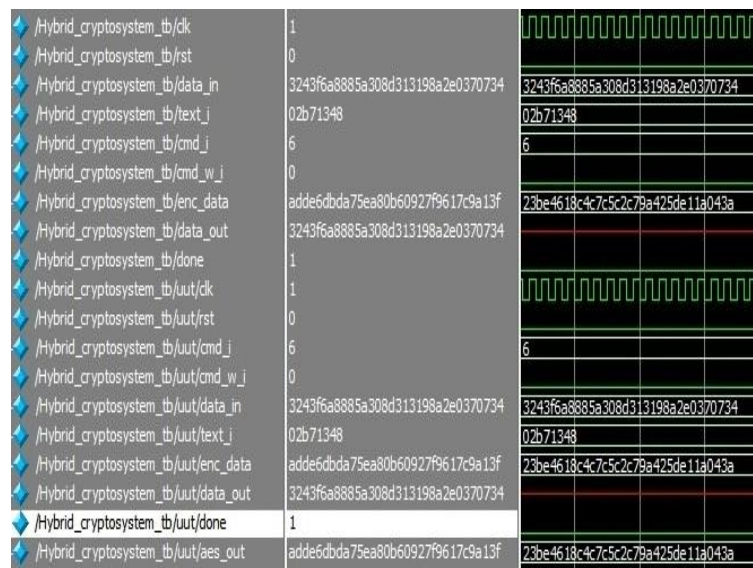 /Hybrid_cryptosystem_tb/clk 1
/Hybrid_cryptosystem_tb/rst 0
/Hybrid_cryptosystem_tb/data_in 3243f6a8885a308d313198a2e0370734 3243f6a8885a308d313198a2e0370734
/Hybrid_cryptosystem_tb/text_i 02b71348 02b71348
/Hybrid_cryptosystem_tb/cmd_i 6 6
/Hybrid_cryptosystem_tb/cmd_w_i 0
/Hybrid_cryptosystem_tb/enc_data adde6dbda75ea80b60927f9617c9a13f 23be4618c4c7c5c2c79a425de11a043a
/Hybrid_cryptosystem_tb/data_out 3243f6a8885a308d313198a2e0370734
/Hybrid_cryptosystem_tb/done 1
/Hybrid_cryptosystem_tb/uut/clk 1
/Hybrid_cryptosystem_tb/uut/rst 0
/Hybrid_cryptosystem_tb/uut/cmd_i 6 6
/Hybrid_cryptosystem_tb/uut/cmd_w_i 0
/Hybrid_cryptosystem_tb/uut/data_in 3243f6a8885a308d313198a2e0370734 3243f6a8885a308d313198a2e0370734
/Hybrid_cryptosystem_tb/uut/text_i 02b71348 02b71348
/Hybrid_cryptosystem_tb/uut/enc_data adde6dbda75ea80b60927f9617c9a13f 23be4618c4c7c5c2c79a425de11a043a
/Hybrid_cryptosystem_tb/uut/data_out 3243f6a8885a308d313198a2e0370734
/Hybrid_cryptosystem_tb/uut/done 1
/Hybrid_cryptosystem_tb/uut/aes_out adde6dbda75ea80b60927f9617c9a13f 23be4618c4c7c5c2c79a425de11a043a